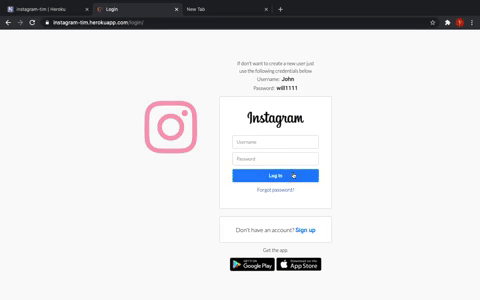 instagram-tim | Heroku
Login
New Tab
instagram-tim.herokuapp.com/login/
If don't want to create a new user just
use the following credentials below
Username: John
Password: will1111
Instagram
Username
Password
Log In
Forgot password?
Don't have an account? Sign up
Get the app.
GET IT ON
Google Play
Download on the
App Store